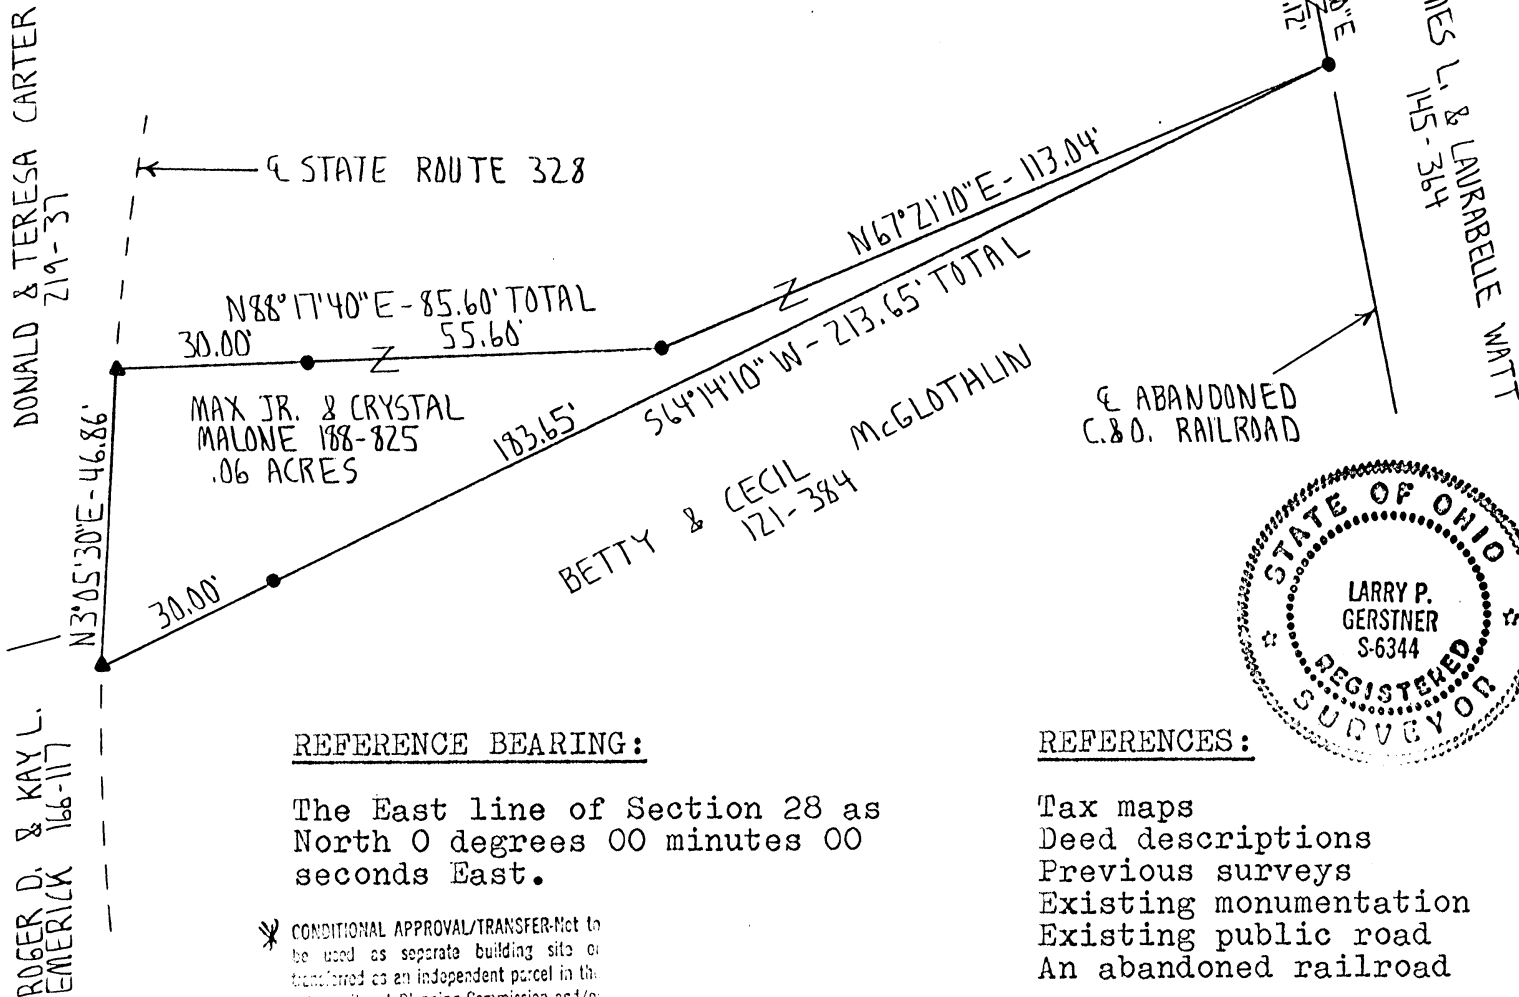 DONALD & TERESA CARTER
219-37
℄ STATE ROUTE 328
N88°17'40"E-85.60' TOTAL
30.00'
55.60'
N67°21'10"E-113.04'
S64°14'10"W-213.65' TOTAL
183.65'
30.00'
N3°05'30"E-46.86'
MAX JR. & CRYSTAL
MALONE 188-825
.06 ACRES
BETTY & CECIL McGLOTHLIN
121-384
℄ ABANDONED
C.&O. RAILROAD
L. & LAURABELLE WATT
145-364
STATE OF OHIO
LARRY P.
GERSTNER
S-6344
REGISTERED
SURVEYOR
ROGER D. & KAY L.
EMERICK 166-117
REFERENCE BEARING:
The East line of Section 28 as
North 0 degrees 00 minutes 00
seconds East.
CONDITIONAL APPROVAL/TRANSFER-Not to
be used as separate building site or
transferred as an independent parcel in the
Planning Commission and/or
REFERENCES:
Tax maps
Deed descriptions
Previous surveys
Existing monumentation
Existing public road
An abandoned railroad